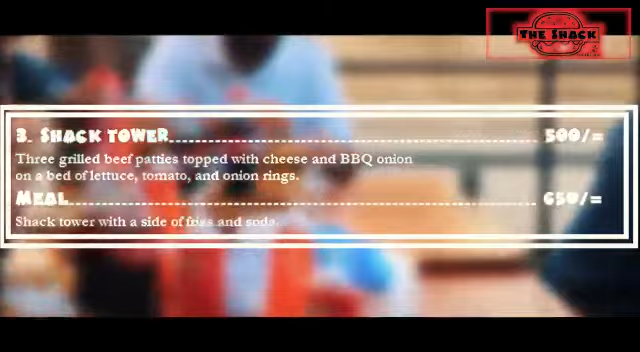 THE SHACK
3. SHACK TOWER............500/=
Three grilled beef patties topped with cheese and BBQ onion
on a bed of lettuce, tomato, and onion rings.
MEAL............650/=
Shack tower with a side of fries and soda.